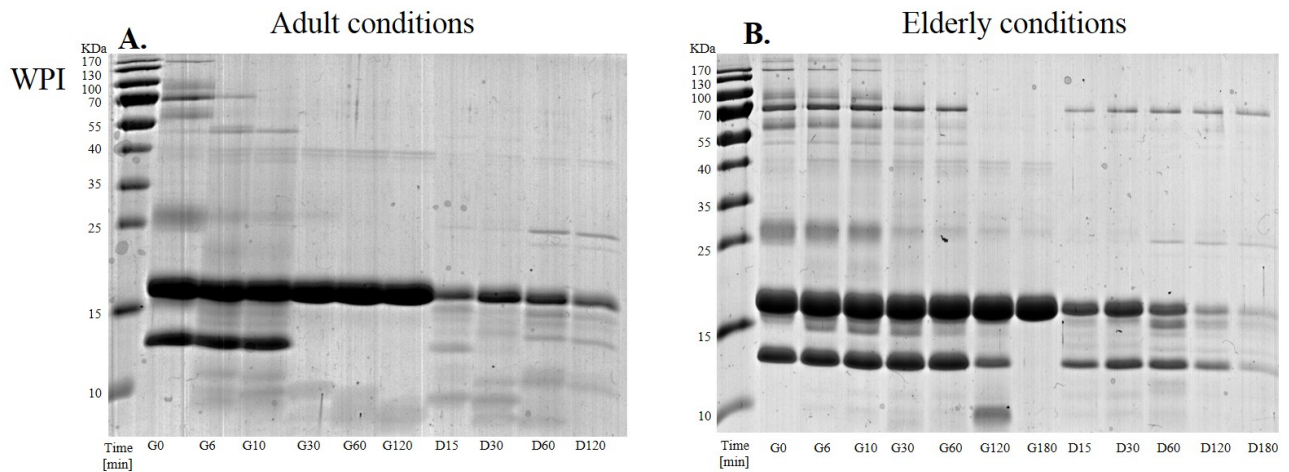 Adult conditions
Elderly conditions
WPI
A.
KDa
170
130
100
70
55
40
35
25
15
10
Time
[min]
G0 G6 G10 G30 G60 G120 D15 D30 D60 D120
B.
KDa
170
130
100
70
55
40
35
25
15
10
Time
[min]
G0 G6 G10 G30 G60 G120 G180 D15 D30 D60 D120 D180